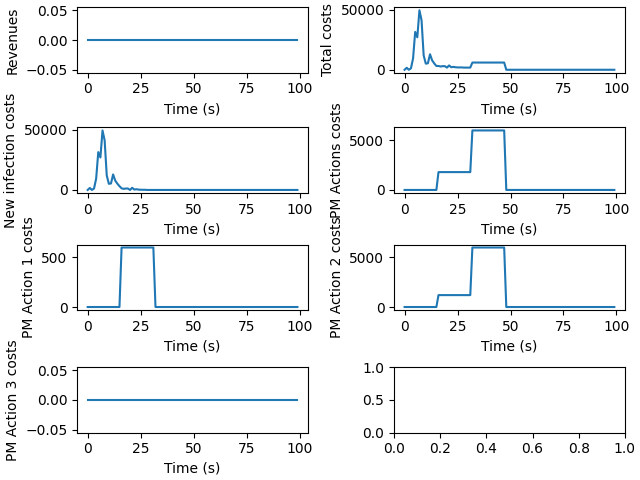 Revenues
0.05
0.00
−0.05
0 25 50 75 100
Time (s)
Total costs
50000
0
0 25 50 75 100
Time (s)
New infection costs
50000
0
0 25 50 75 100
Time (s)
PM Actions costs
5000
0
0 25 50 75 100
Time (s)
PM Action 1 costs
500
0
0 25 50 75 100
Time (s)
PM Action 2 costs
5000
0
0 25 50 75 100
Time (s)
PM Action 3 costs
0.05
0.00
−0.05
0 25 50 75 100
Time (s)
1.0
0.5
0.0
0.0 0.2 0.4 0.6 0.8 1.0